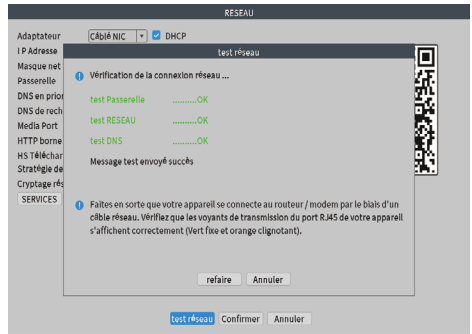 RESEAU
Adaptateur Câblé NIC DHCP
I P Adresse
Masque net
Passerelle
DNS en prior
DNS de rech
Media Port
HTTP borne
HS Téléchar
Stratégie de
Cryptage rés
SERVICES
test réseau
Vérification de la connexion réseau ...
test Passerelle ..........OK
test RESEAU ..........OK
test DNS ..........OK
Message test envoyé succès
Faites en sorte que votre appareil se connecte au routeur / modem par le biais d'un
câble réseau. Vérifiez que les voyants de transmission du port RJ45 de votre appareil
s'affichent correctement (Vert fixe et orange clignotant).
refaire Annuler
test réseau Confirmer Annuler